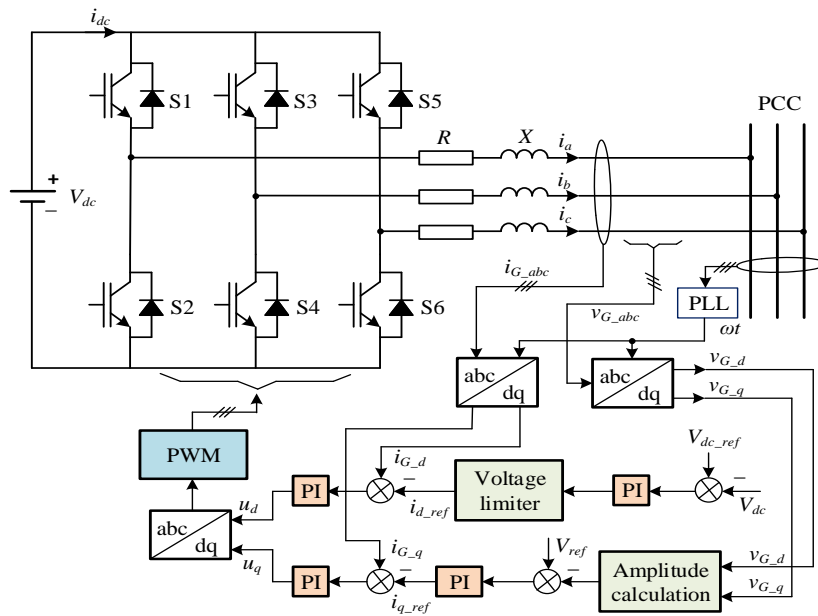 i_dc
S1
S3
S5
PCC
R
X
i_a
i_b
i_c
+
−
V_dc
S2
S4
S6
i_G_abc
v_G_abc
PLL
ωt
abc
dq
abc
dq
v_G_d
v_G_q
PWM
i_G_d
−
Voltage
limiter
PI
V_dc_ref
−
V_dc
u_d
PI
i_d_ref
abc
dq
u_q
i_G_q
PI
−
i_q_ref
PI
V_ref
−
Amplitude
calculation
v_G_d
v_G_q